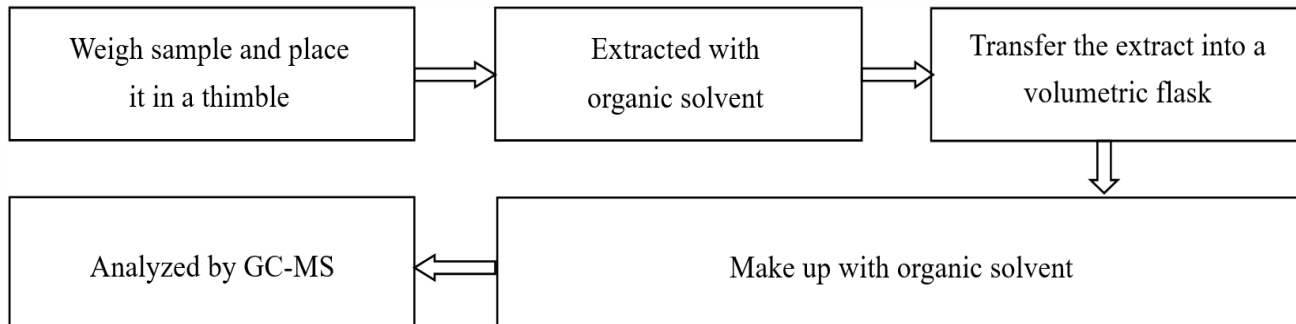 Weigh sample and place
it in a thimble
Extracted with
organic solvent
Transfer the extract into a
volumetric flask
Make up with organic solvent
Analyzed by GC-MS